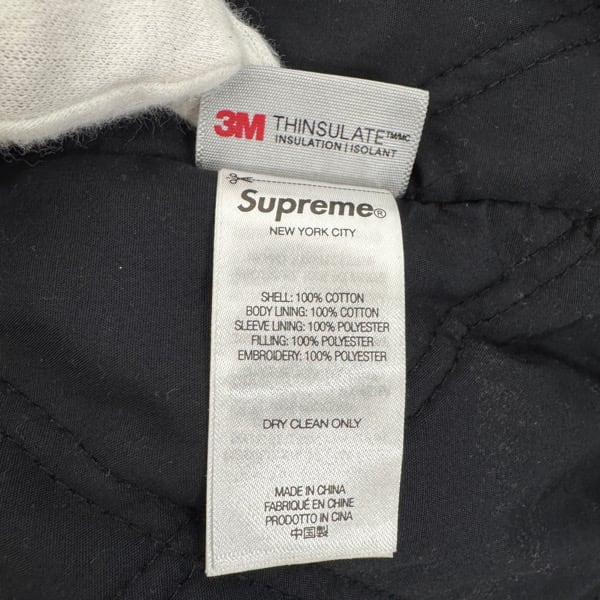 3M THINSULATE™/MC
INSULATION | ISOLANT
Supreme®
NEW YORK CITY
SHELL: 100% COTTON
BODY LINING: 100% COTTON
SLEEVE LINING: 100% POLYESTER
FILLING: 100% POLYESTER
EMBROIDERY: 100% POLYESTER
DRY CLEAN ONLY
MADE IN CHINA
FABRIQUÉ EN CHINE
PRODOTTO IN CINA
中国製